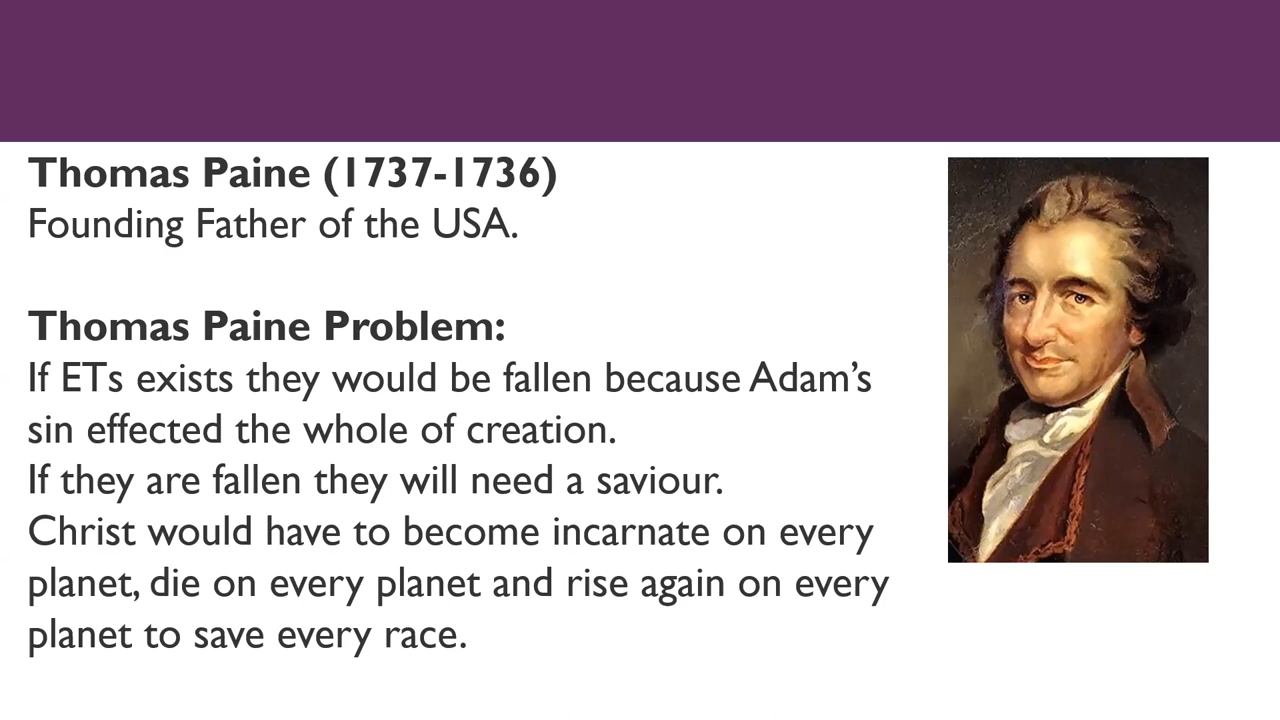 Thomas Paine (1737-1736)
Founding Father of the USA.
Thomas Paine Problem:
If ETs exists they would be fallen because Adam’s
sin effected the whole of creation.
If they are fallen they will need a saviour.
Christ would have to become incarnate on every
planet, die on every planet and rise again on every
planet to save every race.